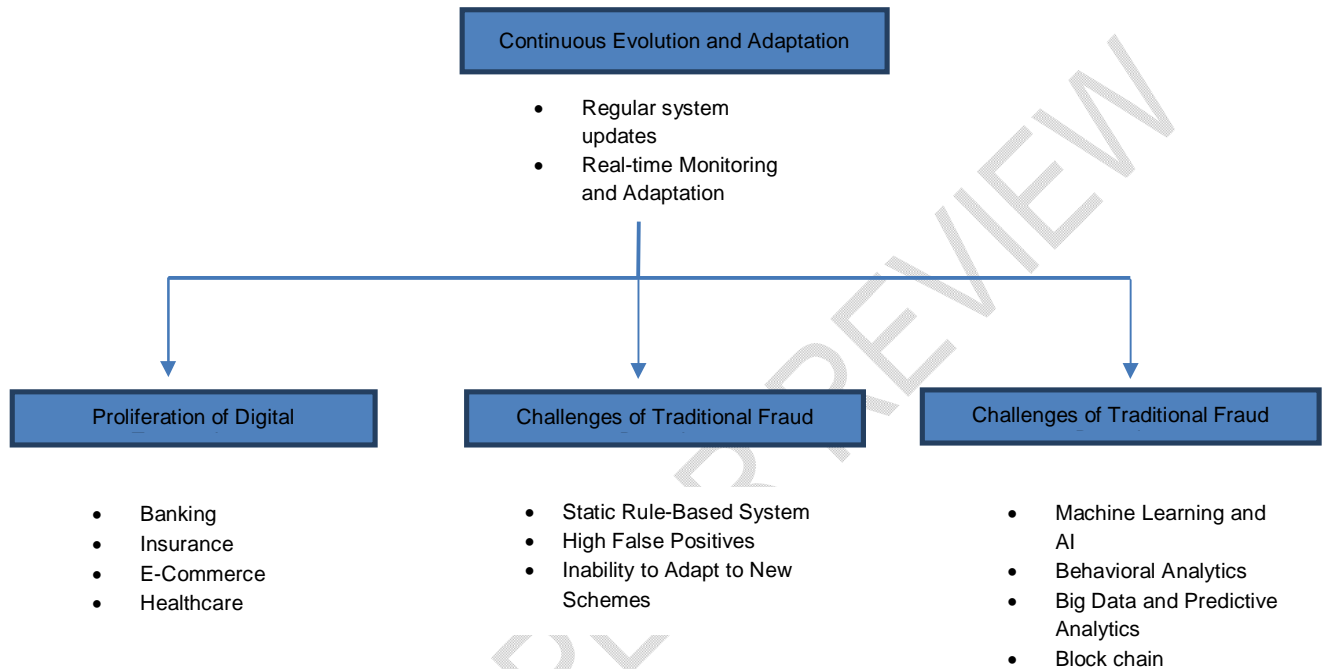 Continuous Evolution and Adaptation
• Regular system
updates
• Real-time Monitoring
and Adaptation
Proliferation of Digital
Challenges of Traditional Fraud
Challenges of Traditional Fraud
• Banking
• Insurance
• E-Commerce
• Healthcare
• Static Rule-Based System
• High False Positives
• Inability to Adapt to New
Schemes
• Machine Learning and
AI
• Behavioral Analytics
• Big Data and Predictive
Analytics
• Block chain
REVIEW